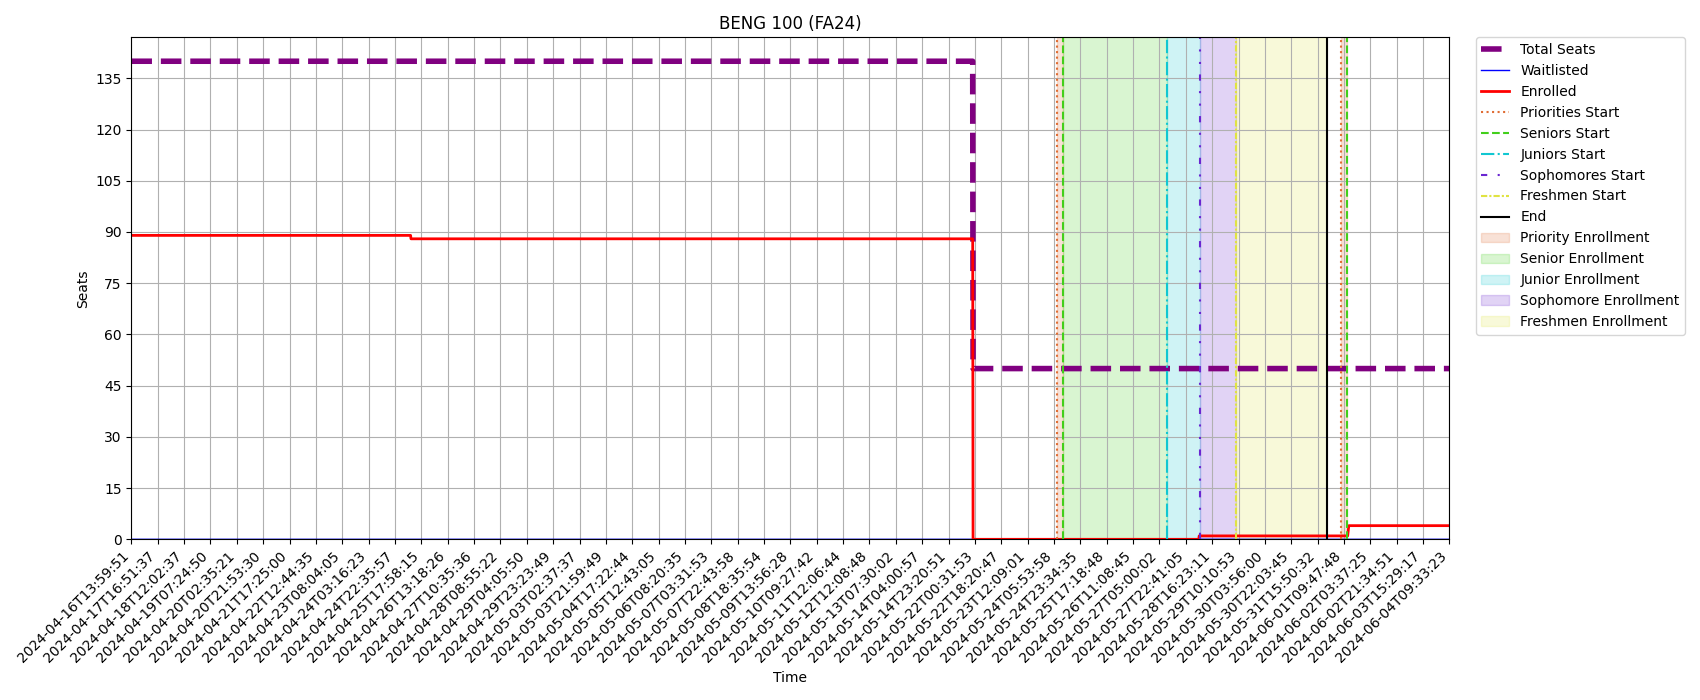 BENG 100 (FA24)
Total Seats
Waitlisted
Enrolled
Priorities Start
Seniors Start
Juniors Start
Sophomores Start
Freshmen Start
End
Priority Enrollment
Senior Enrollment
Junior Enrollment
Sophomore Enrollment
Freshmen Enrollment
Seats
135
120
105
90
75
60
45
30
15
0
2024-04-16T13:59:51
2024-04-17T16:51:37
2024-04-18T12:02:37
2024-04-19T07:24:50
2024-04-20T02:35:21
2024-04-20T21:53:30
2024-04-21T17:25:00
2024-04-22T12:44:35
2024-04-23T08:04:05
2024-04-24T03:16:23
2024-04-24T22:35:57
2024-04-25T17:58:15
2024-04-26T13:18:26
2024-04-27T10:35:36
2024-04-28T08:55:22
2024-04-29T04:05:50
2024-04-29T23:23:49
2024-05-03T02:37:37
2024-05-03T21:59:49
2024-05-04T17:22:44
2024-05-05T12:43:05
2024-05-06T08:20:35
2024-05-07T03:31:53
2024-05-07T22:43:58
2024-05-08T18:35:54
2024-05-09T13:56:28
2024-05-10T09:27:42
2024-05-11T12:06:44
2024-05-12T12:08:48
2024-05-13T07:30:02
2024-05-14T04:00:57
2024-05-14T23:20:51
2024-05-22T00:31:53
2024-05-22T18:20:47
2024-05-23T12:09:01
2024-05-24T05:53:58
2024-05-24T23:34:35
2024-05-25T17:18:48
2024-05-26T11:08:45
2024-05-27T05:00:02
2024-05-27T22:41:05
2024-05-28T16:23:11
2024-05-29T10:10:53
2024-05-30T03:56:00
2024-05-30T22:03:45
2024-05-31T15:50:32
2024-06-01T09:47:48
2024-06-02T03:37:25
2024-06-02T21:34:51
2024-06-03T15:29:17
2024-06-04T09:33:23
Time